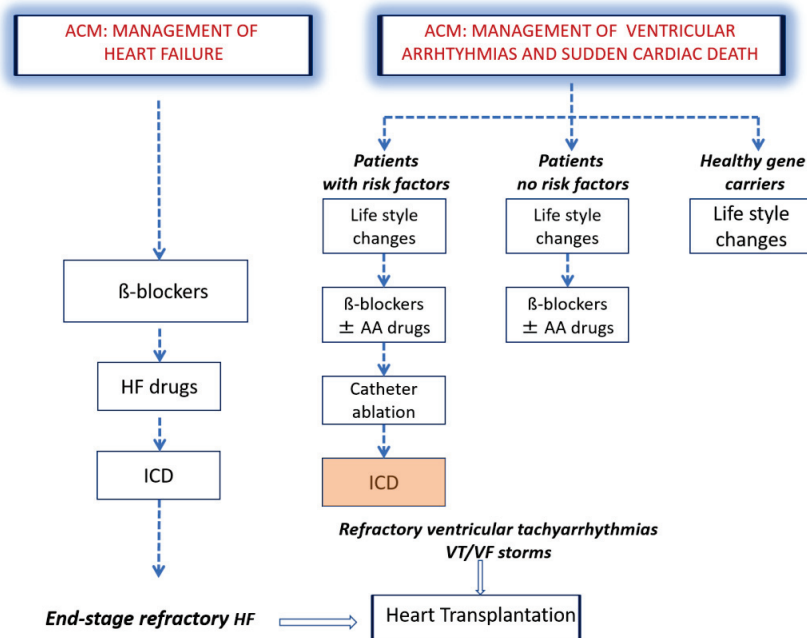 ACM: MANAGEMENT OF
HEART FAILURE
ACM: MANAGEMENT OF VENTRICULAR
ARRHTYHMIAS AND SUDDEN CARDIAC DEATH
Patients
with risk factors
Patients
no risk factors
Healthy gene
carriers
Life style
changes
Life style
changes
Life style
changes
ß-blockers
ß-blockers
± AA drugs
ß-blockers
± AA drugs
HF drugs
Catheter
ablation
ICD
ICD
Refractory ventricular tachyarrhythmias
VT/VF storms
End-stage refractory HF
Heart Transplantation